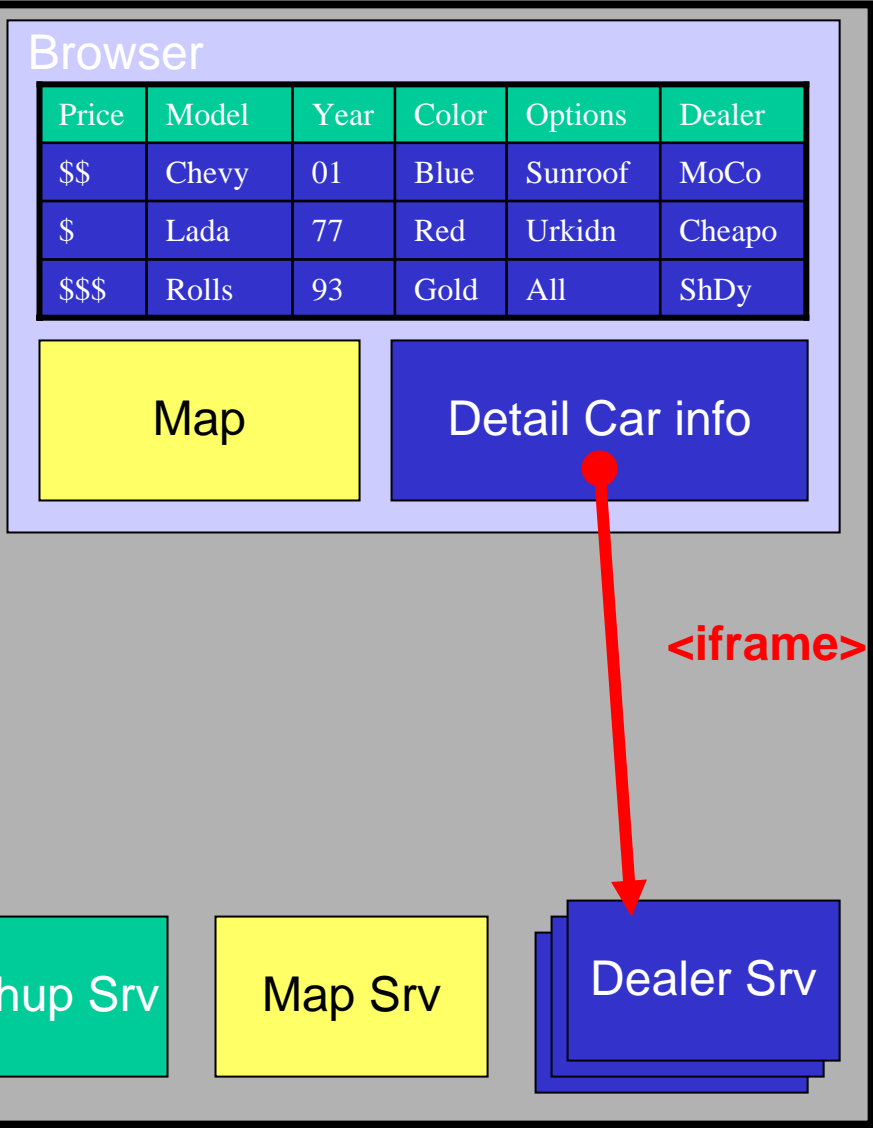 Browser
Price Model Year Color Options Dealer
$$ Chevy 01 Blue Sunroof MoCo
$ Lada 77 Red Urkidn Cheapo
$$$ Rolls 93 Gold All ShDy
Map Detail Car info
<iframe>
hup Srv Map Srv Dealer Srv